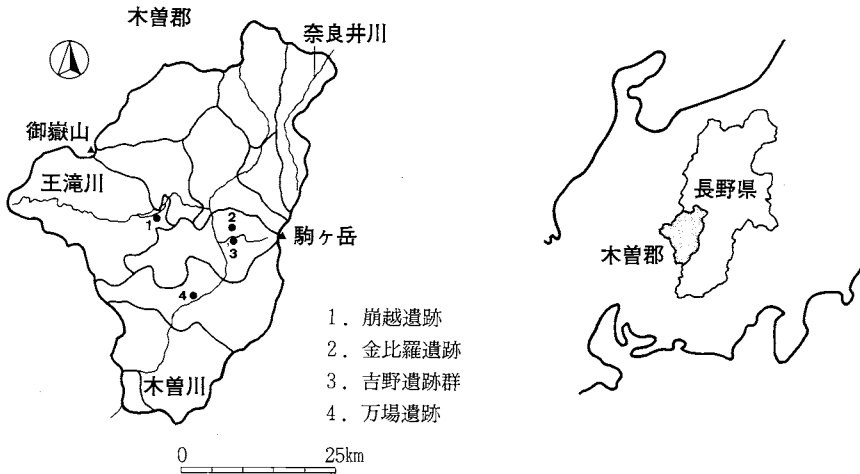 木曽郡
奈良井川
御嶽山
王滝川
1
2
3
駒ヶ岳
4
木曽川
1．崩越遺跡
2．金比羅遺跡
3．吉野遺跡群
4．万場遺跡
0 25km
長野県
木曽郡